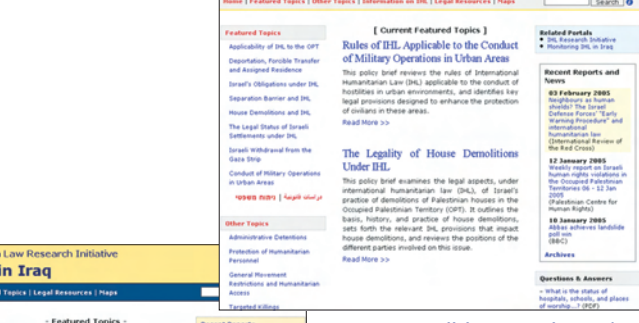 Home | Featured Topics | Other Topics | Information on IHL | Legal Resources | Maps
Search
Featured Topics
Applicability of IHL to the OPT
Deportation, Forcible Transfer
and Assigned Residence
Israel's Obligations under IHL
Separation Barrier and IHL
House Demolitions and IHL
The Legal Status of Israeli
Settlements under IHL
Israeli Withdrawal from the
Gaza Strip
Conduct of Military Operations
in Urban Areas
دراسات قانونية | ניתוח משפטי
Other Topics
Administrative Detentions
Protection of Humanitarian
Personnel
General Movement
Restrictions and Humanitarian
Access
Targeted Killings
[ Current Featured Topics ]
Rules of IHL Applicable to the Conduct
of Military Operations in Urban Areas
This policy brief reviews the rules of International
Humanitarian Law (IHL) applicable to the conduct of
hostilities in urban environments, and identifies key
legal provisions designed to enhance the protection
of civilians in these areas.
Read More >>
The Legality of House Demolitions
Under IHL
This policy brief examines the legal aspects, under
international humanitarian law (IHL), of Israel's
practice of demolitions of Palestinian houses in the
Occupied Palestinian Territory (OPT). It outlines the
basis, history, and practice of house demolitions,
sets forth the relevant IHL provisions that impact
house demolitions, and reviews the positions of the
different parties involved on this issue.
Read More >>
Related Portals
IHL Research Initiative
Monitoring IHL in Iraq
Recent Reports and
News
03 February 2005
Neighbours as human
shields? The Israel
Defense Forces' "Early
Warning Procedure" and
international
humanitarian law
(International Review of
the Red Cross)
12 January 2005
Weekly report on Israeli
human rights violations in
the Occupied Palestinian
Territories 06 - 12 Jan
2005
(Palestinian Centre for
Human Rights)
10 January 2005
Abbas achieves landslide
poll win
(BBC)
Archives
Questions & Answers
- What is the status of
hospitals, schools, and places
of worship...? (PDF)
Law Research Initiative
in Iraq
Topics | Legal Resources | Maps
- Featured Topics -